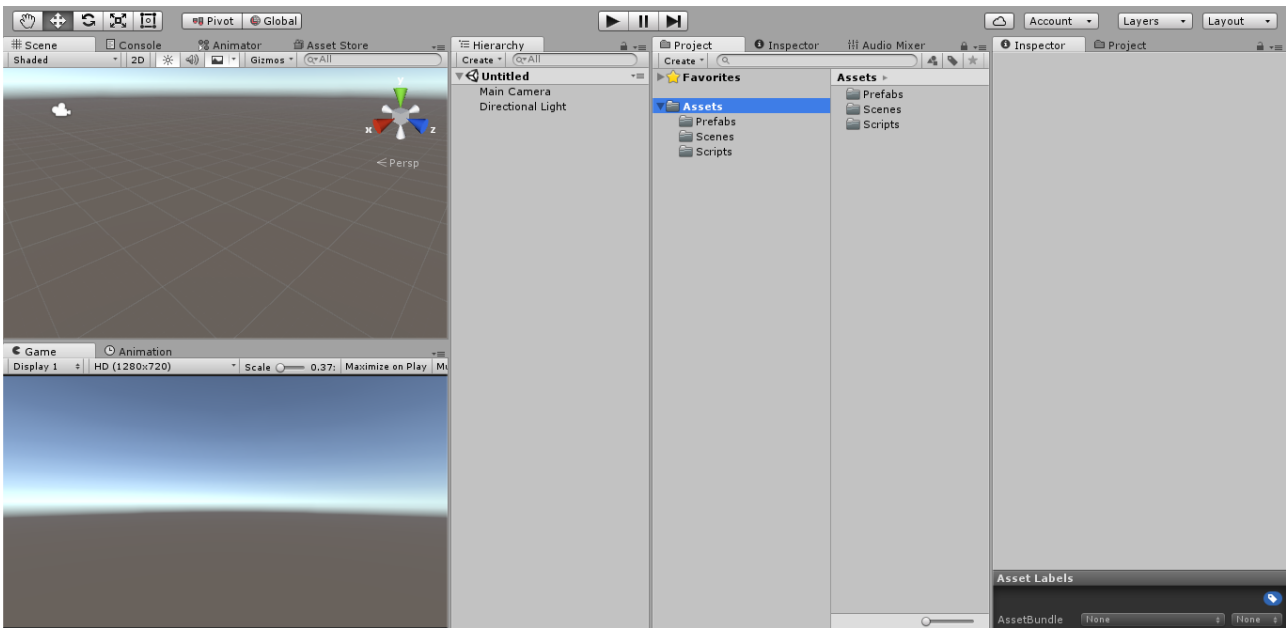 Pivot Global Account Layers Layout
Scene Console Animator Asset Store
Shaded 2D Gizmos All
y
x z
Persp
Game Animation
Display 1 HD (1280x720) Scale 0.37: Maximize on Play Mu
Hierarchy
Create All
Untitled
Main Camera
Directional Light
Project Inspector Audio Mixer
Create
Favorites
Assets
Prefabs
Scenes
Scripts
Assets
Prefabs
Scenes
Scripts
Inspector Project
Asset Labels
AssetBundle None None